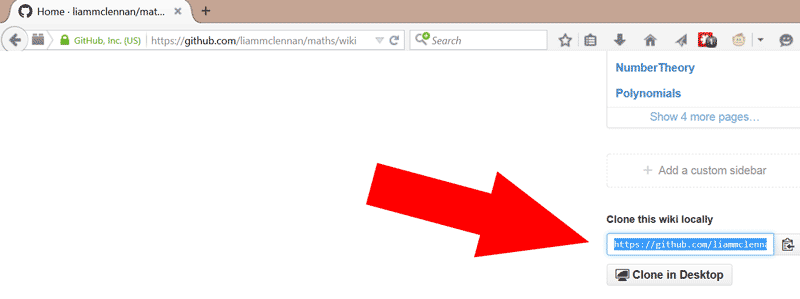 Home · liammclennan/mat…
GitHub, Inc. (US)
https://github.com/liammclennan/maths/wiki
Search
NumberTheory
Polynomials
Show 4 more pages…
+ Add a custom sidebar
Clone this wiki locally
https://github.com/liammclenna
Clone in Desktop